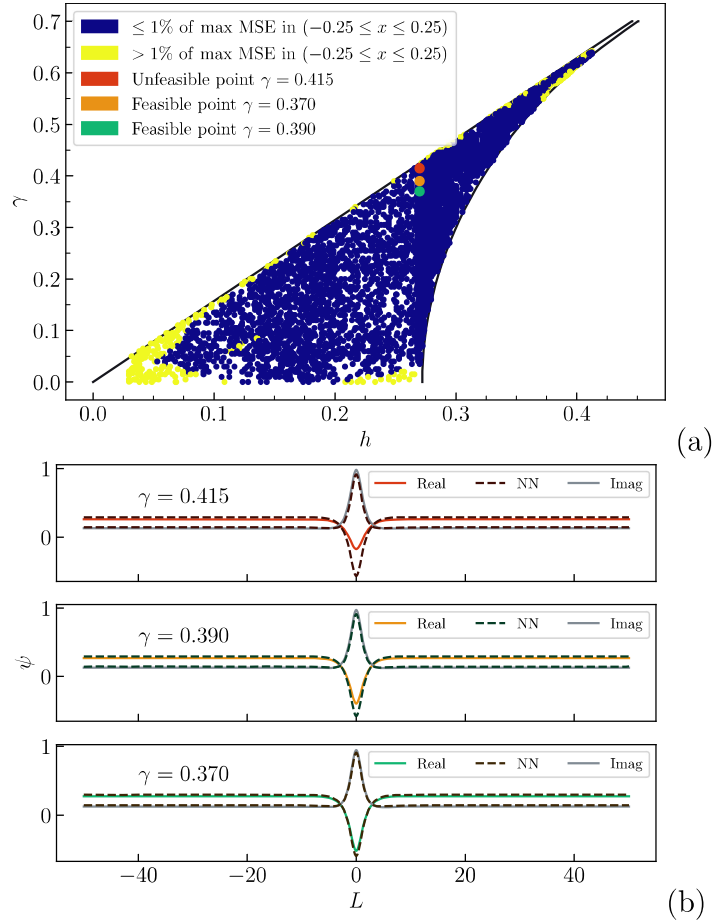 ≤ 1% of max MSE in (−0.25 ≤ x ≤ 0.25)
> 1% of max MSE in (−0.25 ≤ x ≤ 0.25)
Unfeasible point γ = 0.415
Feasible point γ = 0.370
Feasible point γ = 0.390
0.7
0.6
0.5
0.4
0.3
0.2
0.1
0.0
γ
0.0 0.1 0.2 0.3 0.4
h
(a)
1
0
γ = 0.415
Real NN Imag
1
0
γ = 0.390
Real NN Imag
ψ
1
0
γ = 0.370
Real NN Imag
−40 −20 0 20 40
L
(b)